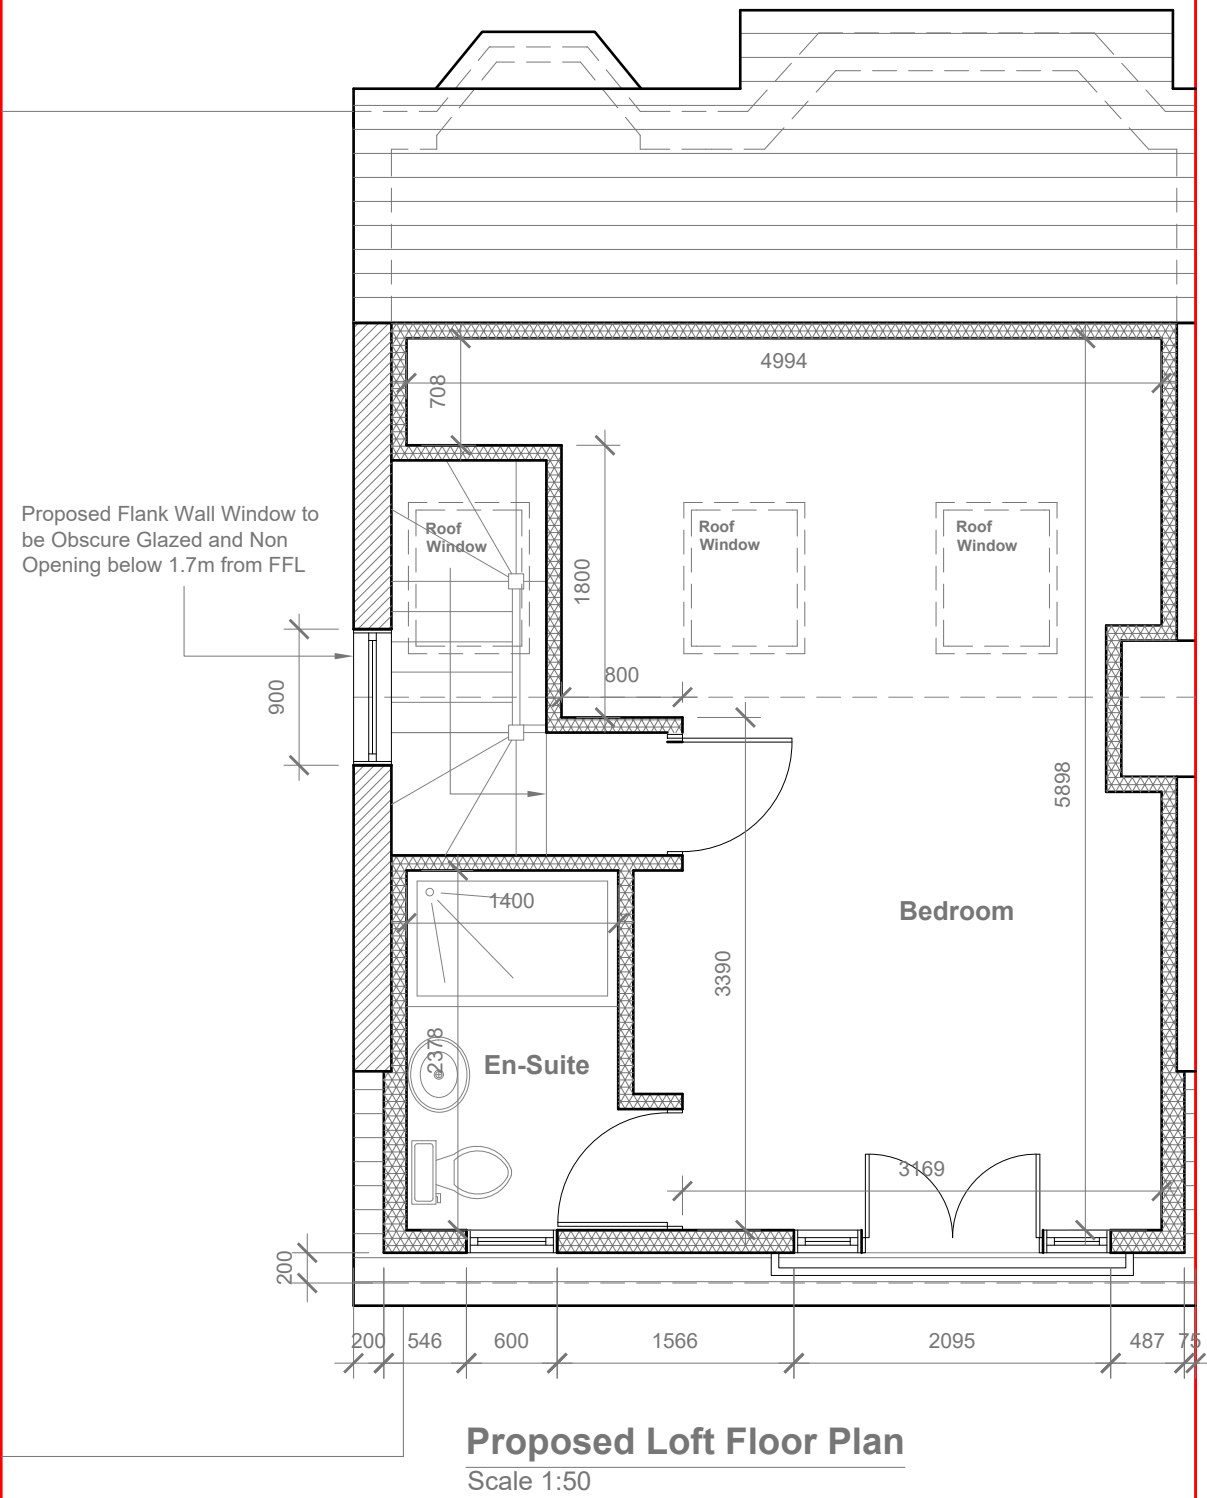 4994
708
Proposed Flank Wall Window to
be Obscure Glazed and Non
Opening below 1.7m from FFL
Roof
Window
Roof
Window
Roof
Window
1800
800
900
5898
1400
Bedroom
3390
2378
En-Suite
3169
200
200
546
600
1566
2095
487
75
Proposed Loft Floor Plan
Scale 1:50